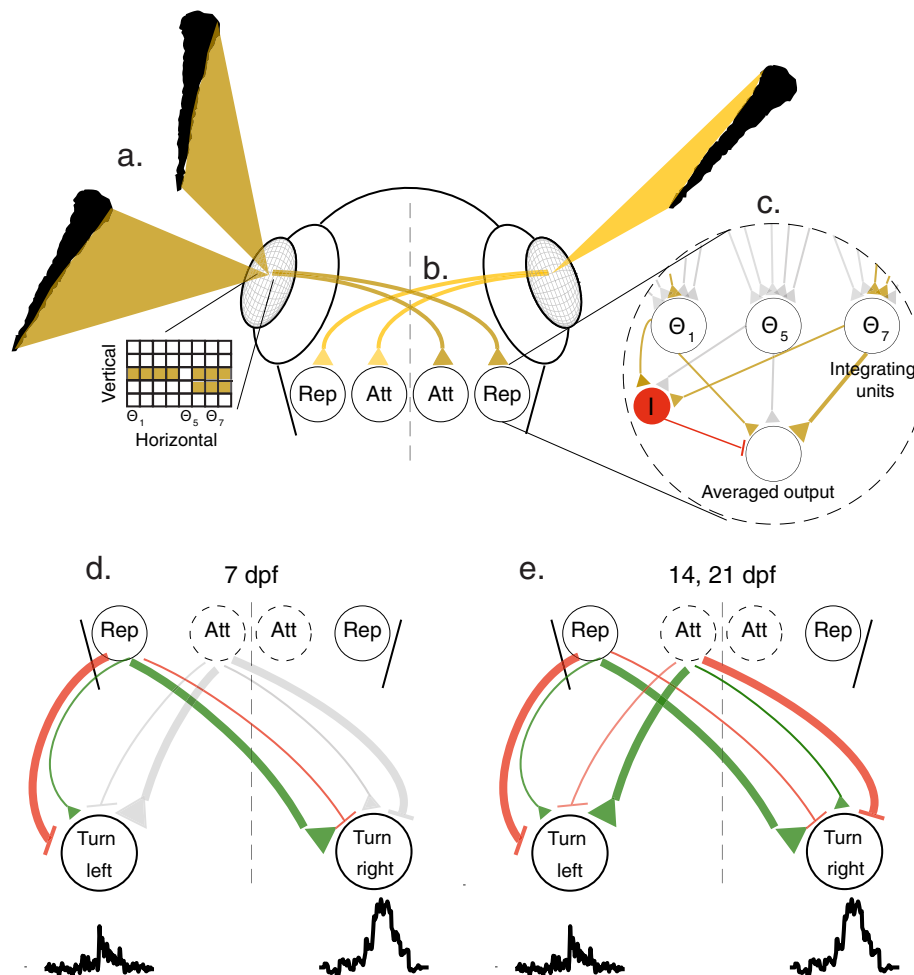 a.
b.
c.
Θ1
Θ5
Θ7
Integrating
units
I
Averaged output
Vertical
Θ1
Θ5
Θ7
Horizontal
Rep
Att
Att
Rep
d.
7 dpf
Rep
Att
Att
Rep
Turn
left
Turn
right
e.
14, 21 dpf
Rep
Att
Att
Rep
Turn
left
Turn
right